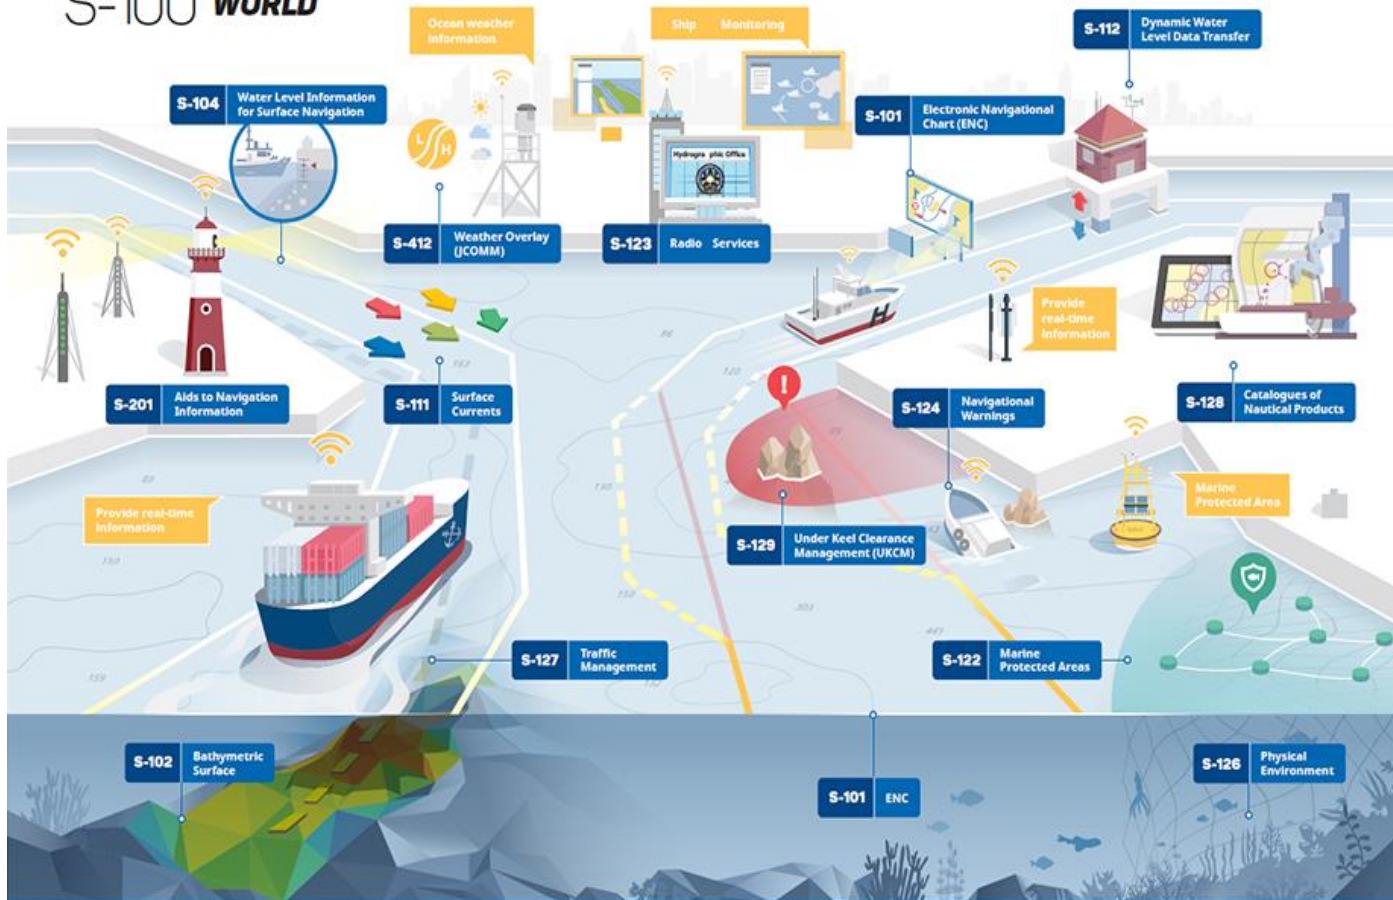 S-100 WORLD
Ocean weather
information
Ship Monitoring
S-112
Dynamic Water
Level Data Transfer
S-104
Water Level Information
for Surface Navigation
S-101
Electronic Navigational
Chart (ENC)
L
H
Hydrogra phic Office
S-412
Weather Overlay
(JCOMM)
S-123
Radio Services
H
Provide
real-time
information
S-201
Aids to Navigation
Information
S-111
Surface
Currents
S-124
Navigational
Warnings
S-128
Catalogues of
Nautical Products
!
Provide real-time
information
Marine
Protected Area
S-129
Under Keel Clearance
Management (UKCM)
S-127
Traffic
Management
S-122
Marine
Protected Areas
S-102
Bathymetric
Surface
S-101
ENC
S-126
Physical
Environment